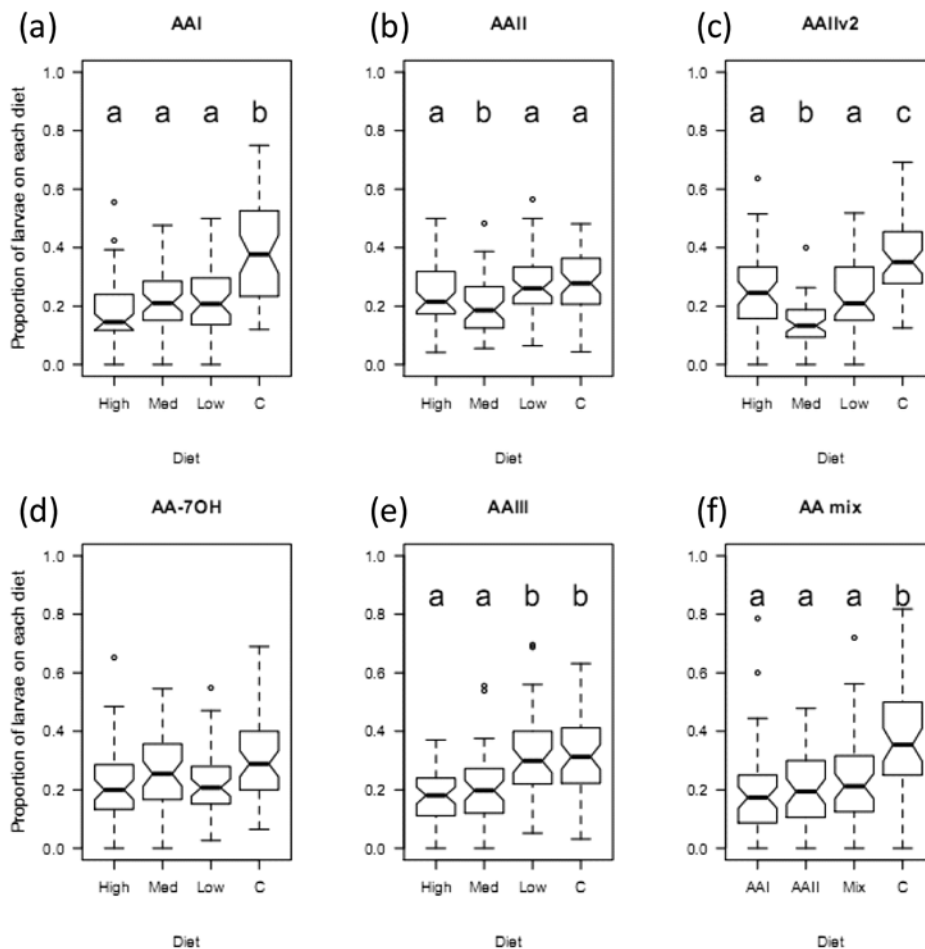 (a) AAI
Proportion of larvae on each diet
1.0
0.8
0.6
0.4
0.2
0.0
a a a b
High Med Low C
Diet
(b) AAII
1.0
0.8
0.6
0.4
0.2
0.0
a b a a
High Med Low C
Diet
(c) AAIIv2
1.0
0.8
0.6
0.4
0.2
0.0
a b a c
High Med Low C
Diet
(d) AA-7OH
Proportion of larvae on each diet
1.0
0.8
0.6
0.4
0.2
0.0
High Med Low C
Diet
(e) AAIII
1.0
0.8
0.6
0.4
0.2
0.0
a a b b
High Med Low C
Diet
(f) AA mix
1.0
0.8
0.6
0.4
0.2
0.0
a a a b
AAI AAII Mix C
Diet